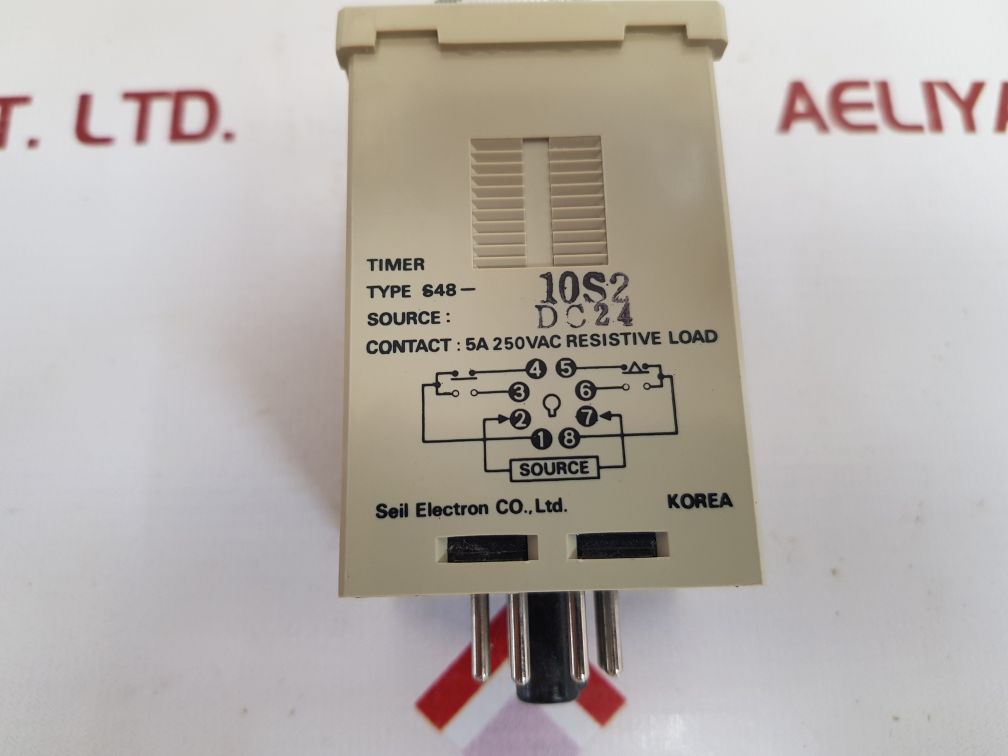 T. LTD.
AELIYA
TIMER
TYPE S48- 10S2
SOURCE: DC24
CONTACT : 5A 250VAC RESISTIVE LOAD
4 5
3 6
2 7
1 8
SOURCE
Seil Electron CO.,Ltd. KOREA